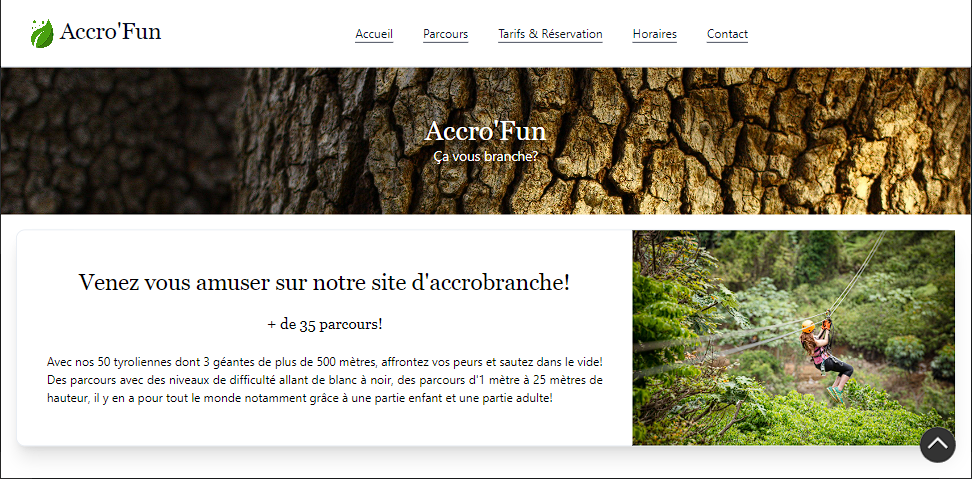 Accro'Fun
Accueil Parcours Tarifs & Réservation Horaires Contact
Accro'Fun
Ça vous branche?
Venez vous amuser sur notre site d'accrobranche!
+ de 35 parcours!
Avec nos 50 tyroliennes dont 3 géantes de plus de 500 mètres, affrontez vos peurs et sautez dans le vide!
Des parcours avec des niveaux de difficulté allant de blanc à noir, des parcours d'1 mètre à 25 mètres de
hauteur, il y en a pour tout le monde notamment grâce à une partie enfant et une partie adulte!